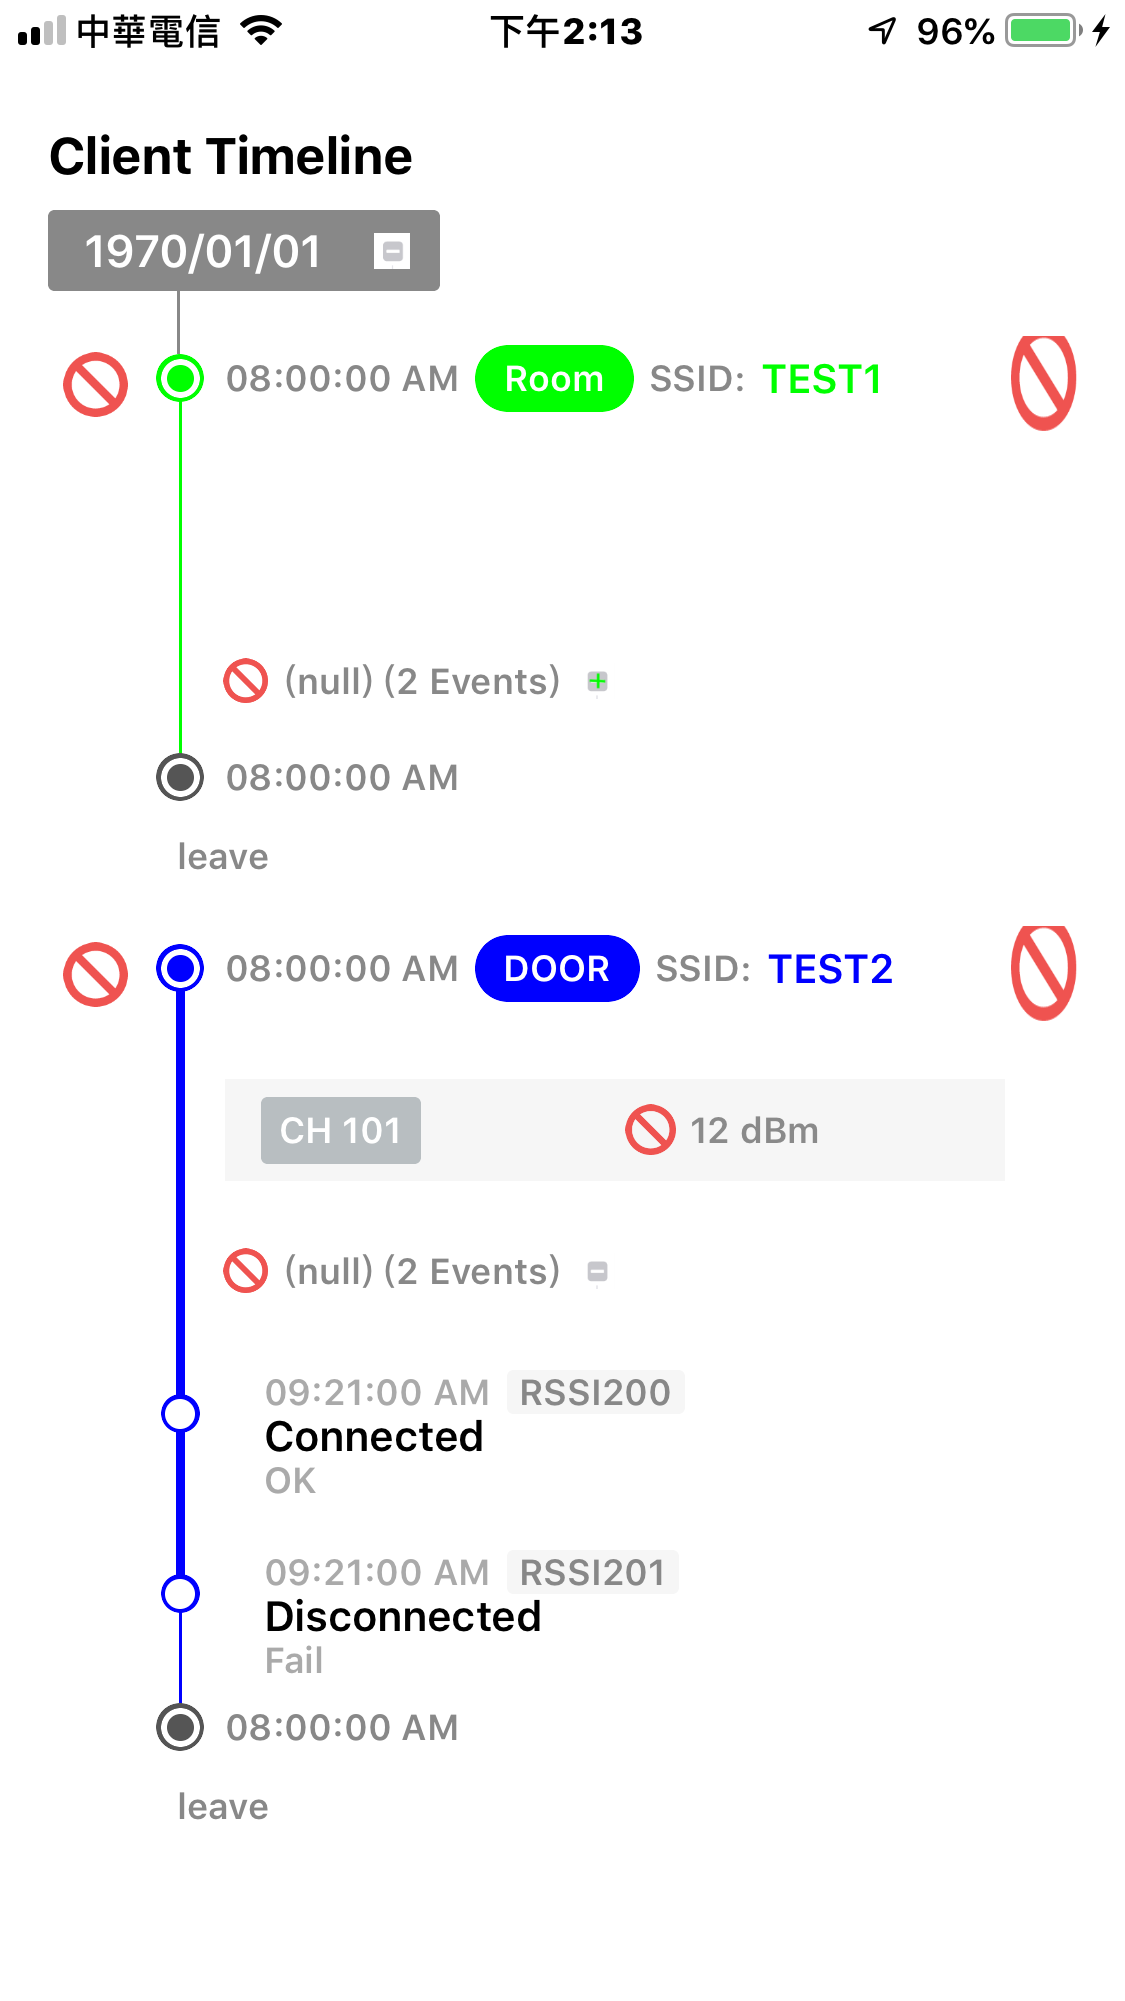 中華電信 下午2:13 96%
Client Timeline
1970/01/01
08:00:00 AM Room SSID: TEST1
(null) (2 Events)
08:00:00 AM
leave
08:00:00 AM DOOR SSID: TEST2
CH 101 12 dBm
(null) (2 Events)
09:21:00 AM RSSI200
Connected
OK
09:21:00 AM RSSI201
Disconnected
Fail
08:00:00 AM
leave